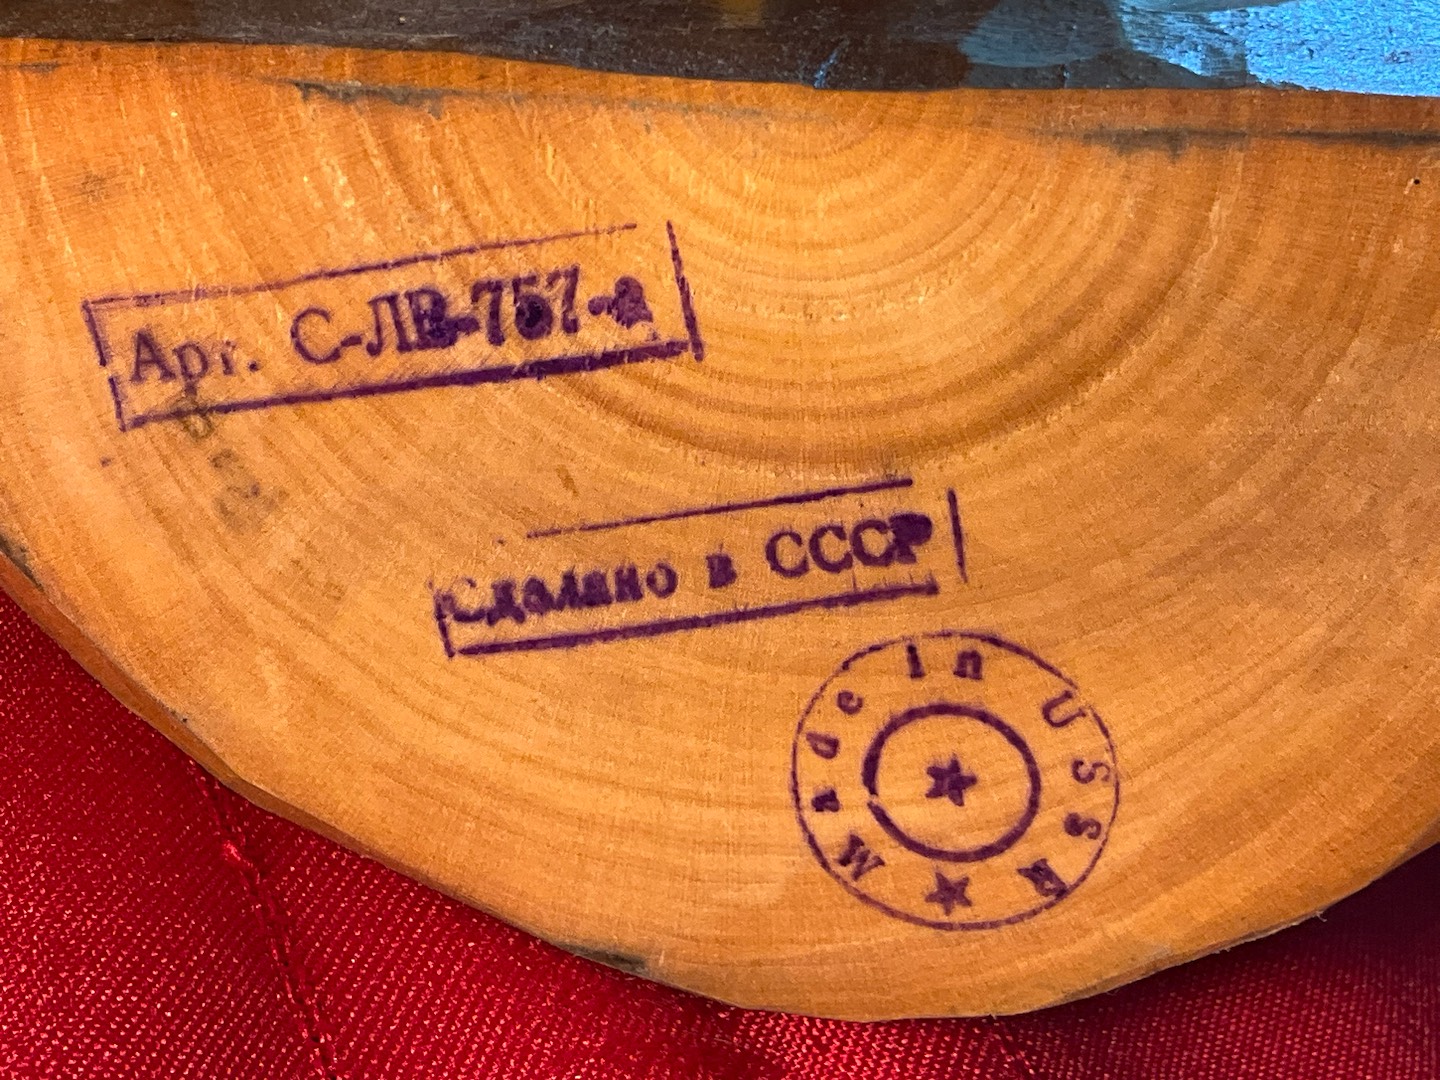 Арт. С-ЛВ-757-а
Сделано в СССР
Made in USSR